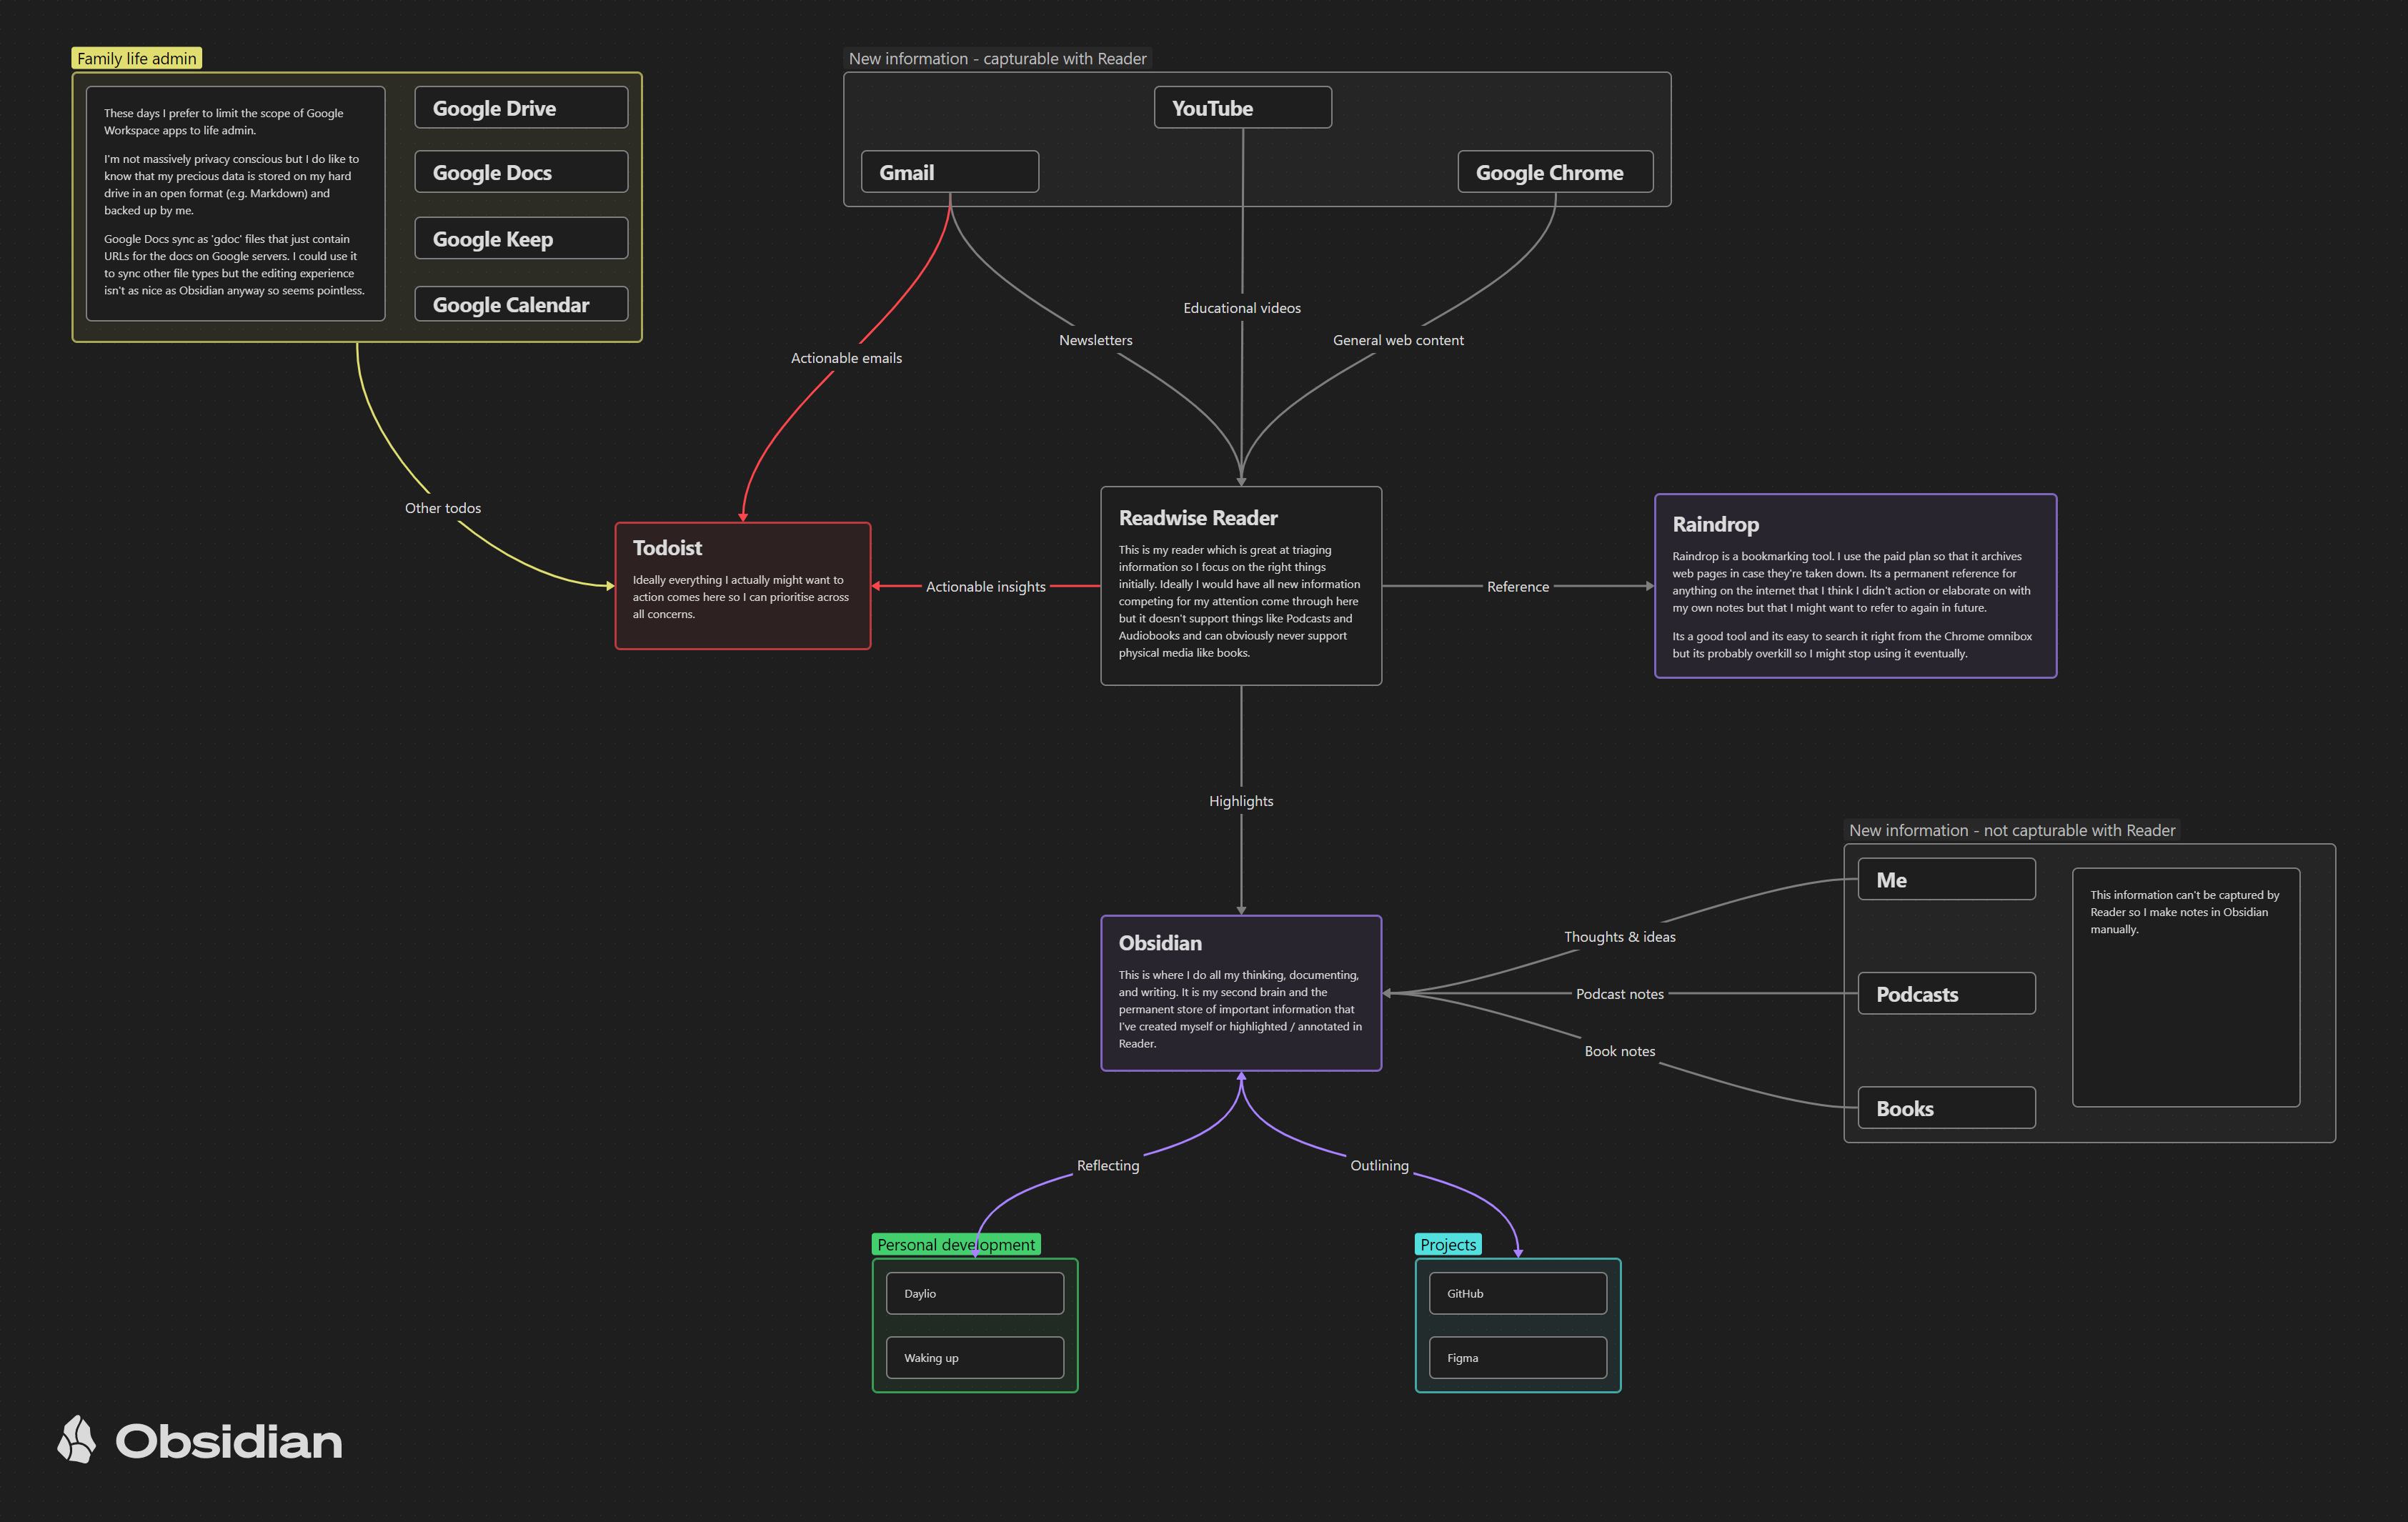 Family life admin
These days I prefer to limit the scope of Google
Workspace apps to life admin.
I'm not massively privacy conscious but I do like to
know that my precious data is stored on my hard
drive in an open format (e.g. Markdown) and
backed up by me.
Google Docs sync as 'gdoc' files that just contain
URLs for the docs on Google servers. I could use it
to sync other file types but the editing experience
isn't as nice as Obsidian anyway so seems pointless.
Google Drive
Google Docs
Google Keep
Google Calendar
New information - capturable with Reader
YouTube
Gmail
Google Chrome
Educational videos
Newsletters
General web content
Actionable emails
Other todos
Todoist
Ideally everything I actually might want to
action comes here so I can prioritise across
all concerns.
Actionable insights
Readwise Reader
This is my reader which is great at triaging
information so I focus on the right things
initially. Ideally I would have all new information
competing for my attention come through here
but it doesn't support things like Podcasts and
Audiobooks and can obviously never support
physical media like books.
Reference
Raindrop
Raindrop is a bookmarking tool. I use the paid plan so that it archives
web pages in case they're taken down. Its a permanent reference for
anything on the internet that I think I didn't action or elaborate on with
my own notes but that I might want to refer to again in future.
Its a good tool and its easy to search it right from the Chrome omnibox
but its probably overkill so I might stop using it eventually.
Highlights
New information - not capturable with Reader
Me
Podcasts
Books
This information can't be captured by
Reader so I make notes in Obsidian
manually.
Thoughts & ideas
Podcast notes
Book notes
Obsidian
This is where I do all my thinking, documenting,
and writing. It is my second brain and the
permanent store of important information that
I've created myself or highlighted / annotated in
Reader.
Reflecting
Outlining
Personal development
Daylio
Waking up
Projects
GitHub
Figma
Obsidian